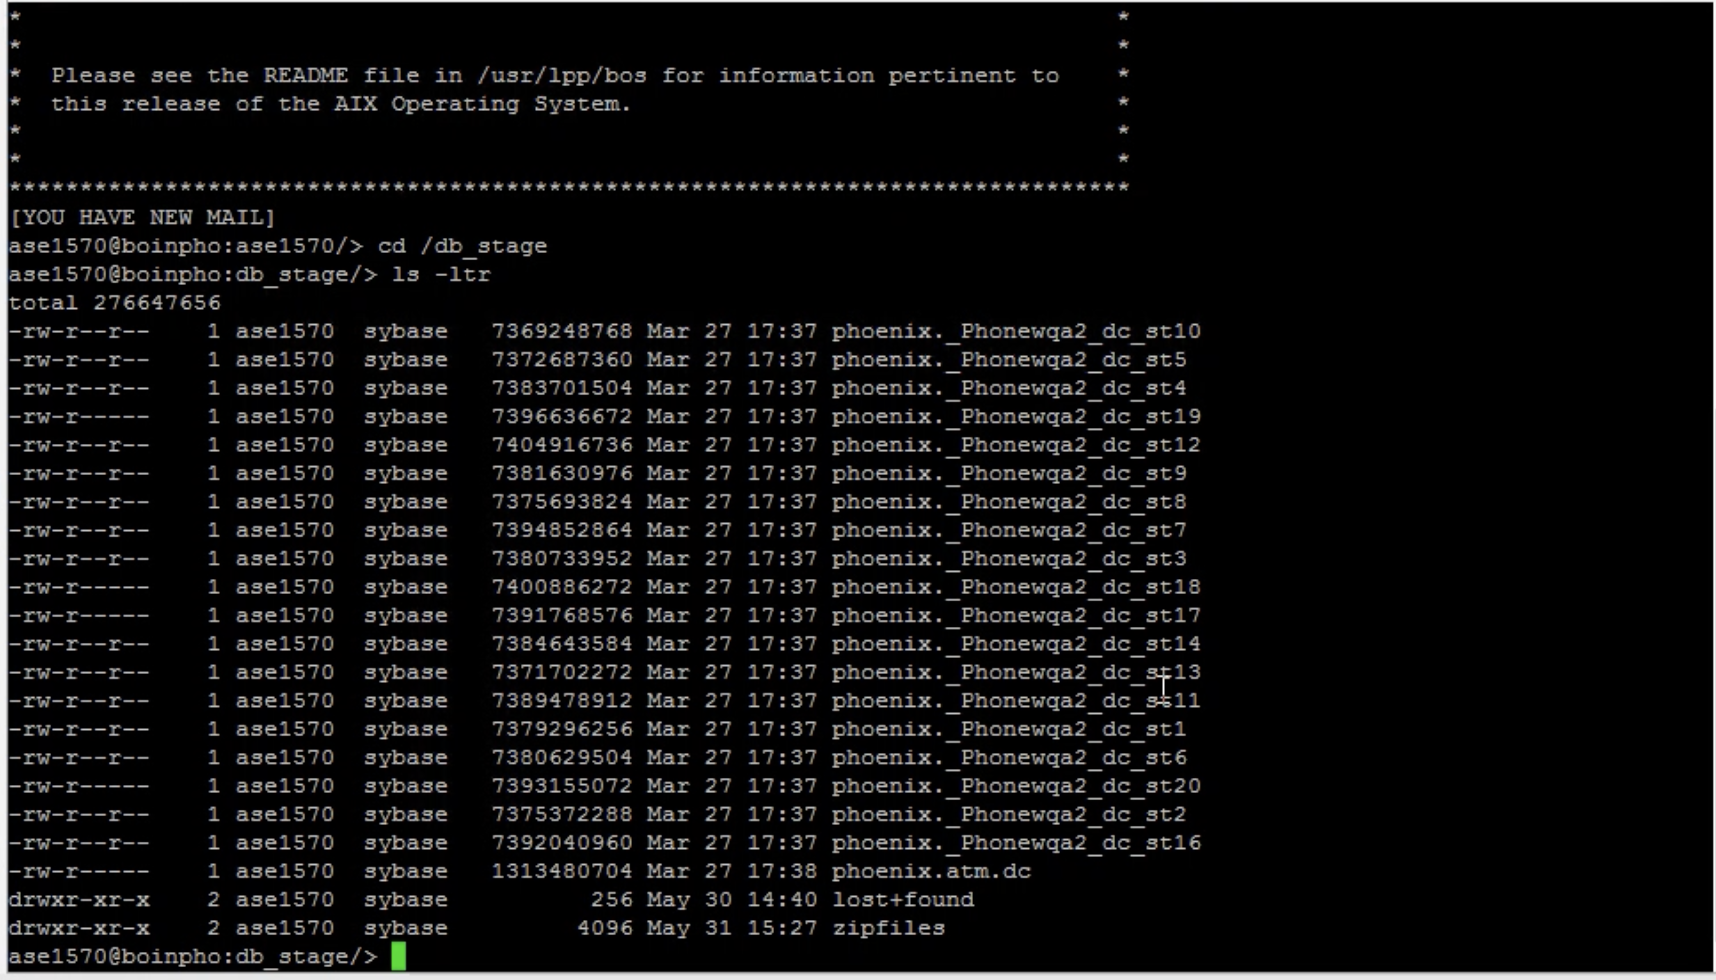 * *
* *
* Please see the README file in /usr/lpp/bos for information pertinent to *
* this release of the AIX Operating System. *
* *
* *
*******************************************************************************
[YOU HAVE NEW MAIL]
ase1570@boinpho:ase1570/> cd /db_stage
ase1570@boinpho:db_stage/> ls -ltr
total 276647656
-rw-r--r-- 1 ase1570 sybase 7369248768 Mar 27 17:37 phoenix._Phonewqa2_dc_st10
-rw-r--r-- 1 ase1570 sybase 7372687360 Mar 27 17:37 phoenix._Phonewqa2_dc_st5
-rw-r--r-- 1 ase1570 sybase 7383701504 Mar 27 17:37 phoenix._Phonewqa2_dc_st4
-rw-r----- 1 ase1570 sybase 7396636672 Mar 27 17:37 phoenix._Phonewqa2_dc_st19
-rw-r--r-- 1 ase1570 sybase 7404916736 Mar 27 17:37 phoenix._Phonewqa2_dc_st12
-rw-r--r-- 1 ase1570 sybase 7381630976 Mar 27 17:37 phoenix._Phonewqa2_dc_st9
-rw-r--r-- 1 ase1570 sybase 7375693824 Mar 27 17:37 phoenix._Phonewqa2_dc_st8
-rw-r--r-- 1 ase1570 sybase 7394852864 Mar 27 17:37 phoenix._Phonewqa2_dc_st7
-rw-r--r-- 1 ase1570 sybase 7380733952 Mar 27 17:37 phoenix._Phonewqa2_dc_st3
-rw-r----- 1 ase1570 sybase 7400886272 Mar 27 17:37 phoenix._Phonewqa2_dc_st18
-rw-r----- 1 ase1570 sybase 7391768576 Mar 27 17:37 phoenix._Phonewqa2_dc_st17
-rw-r--r-- 1 ase1570 sybase 7384643584 Mar 27 17:37 phoenix._Phonewqa2_dc_st14
-rw-r--r-- 1 ase1570 sybase 7371702272 Mar 27 17:37 phoenix._Phonewqa2_dc_st13
-rw-r--r-- 1 ase1570 sybase 7389478912 Mar 27 17:37 phoenix._Phonewqa2_dc_st11
-rw-r--r-- 1 ase1570 sybase 7379296256 Mar 27 17:37 phoenix._Phonewqa2_dc_st1
-rw-r--r-- 1 ase1570 sybase 7380629504 Mar 27 17:37 phoenix._Phonewqa2_dc_st6
-rw-r--r-- 1 ase1570 sybase 7393155072 Mar 27 17:37 phoenix._Phonewqa2_dc_st20
-rw-r--r-- 1 ase1570 sybase 7375372288 Mar 27 17:37 phoenix._Phonewqa2_dc_st2
-rw-r--r-- 1 ase1570 sybase 7392040960 Mar 27 17:37 phoenix._Phonewqa2_dc_st16
-rw-r----- 1 ase1570 sybase 1313480704 Mar 27 17:38 phoenix.atm.dc
drwxr-xr-x 2 ase1570 sybase 256 May 30 14:40 lost+found
drwxr-xr-x 2 ase1570 sybase 4096 May 31 15:27 zipfiles
ase1570@boinpho:db_stage/>